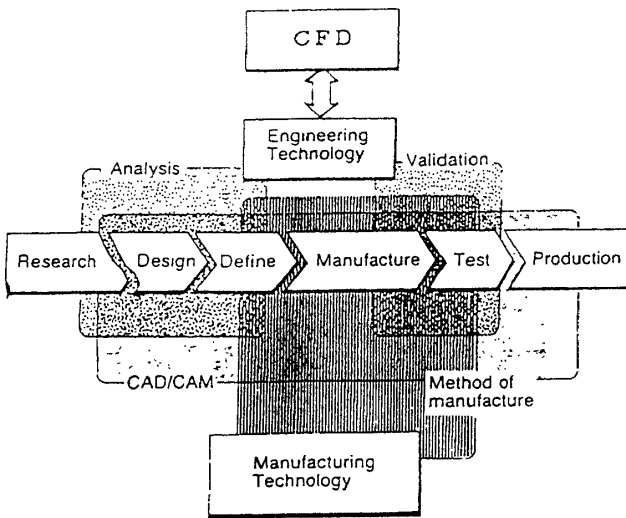 CFD
Engineering
Technology
Analysis
Validation
Research
Design
Define
Manufacture
Test
Production
CAD/CAM
Method of
manufacture
Manufacturing
Technology